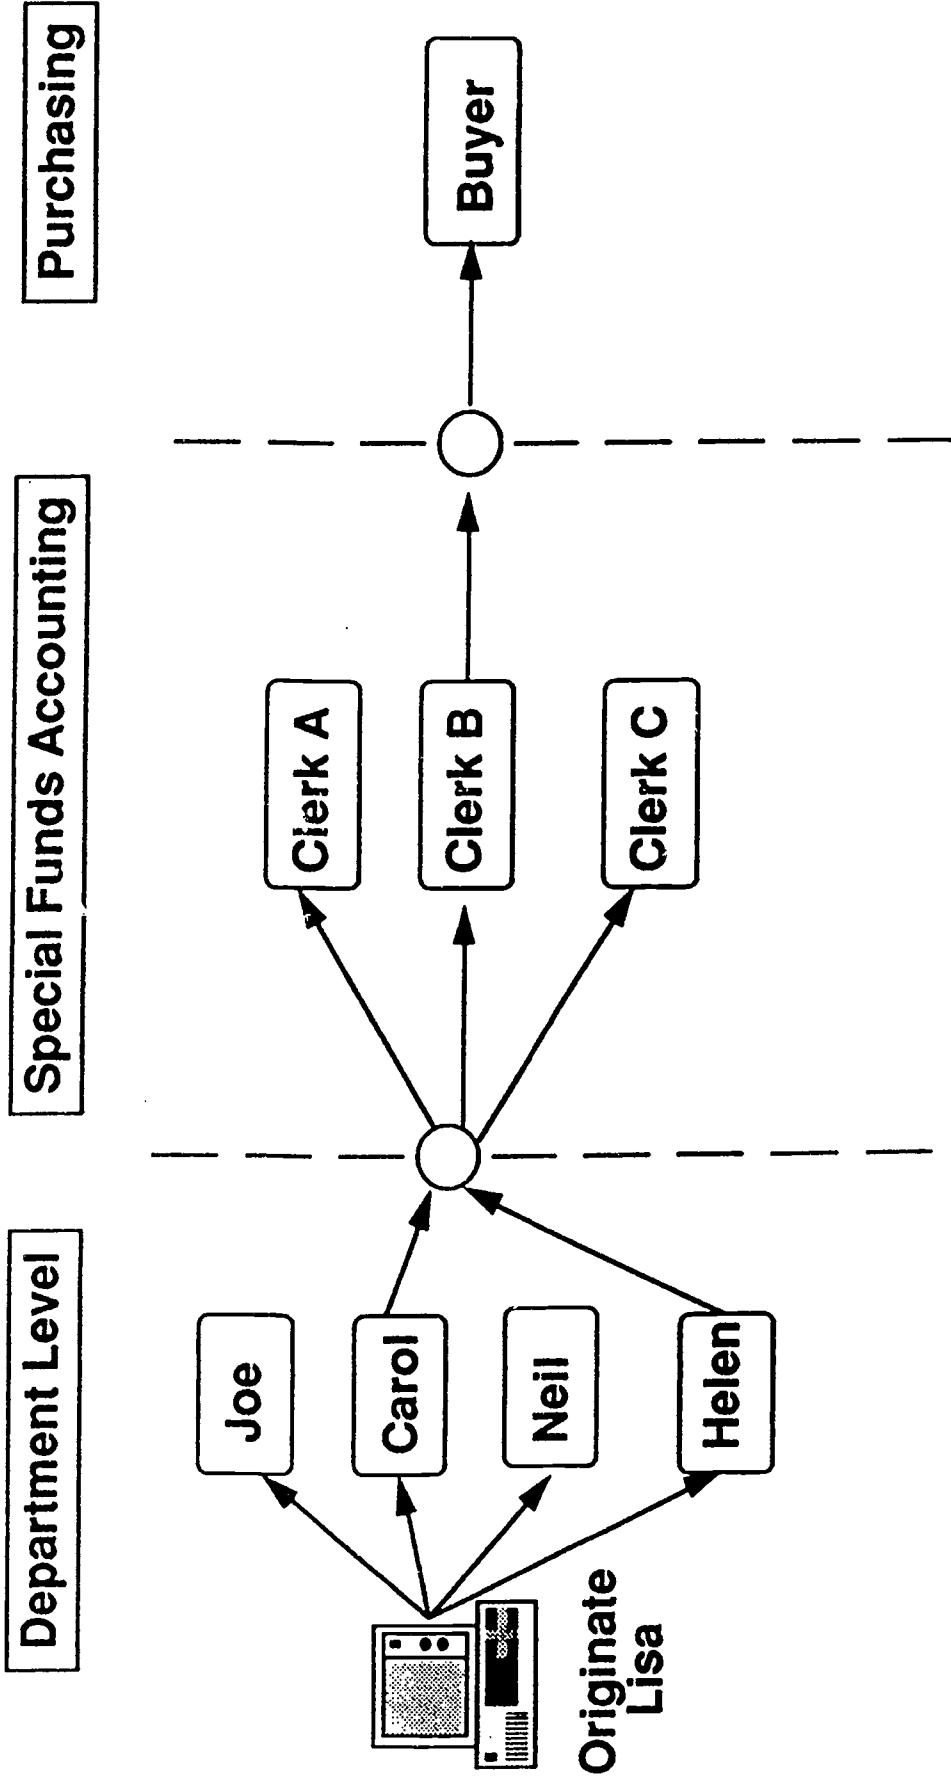 Department Level
Special Funds Accounting
Purchasing
Joe
Carol
Neil
Helen
Originate
Lisa
Clerk A
Clerk B
Clerk C
Buyer